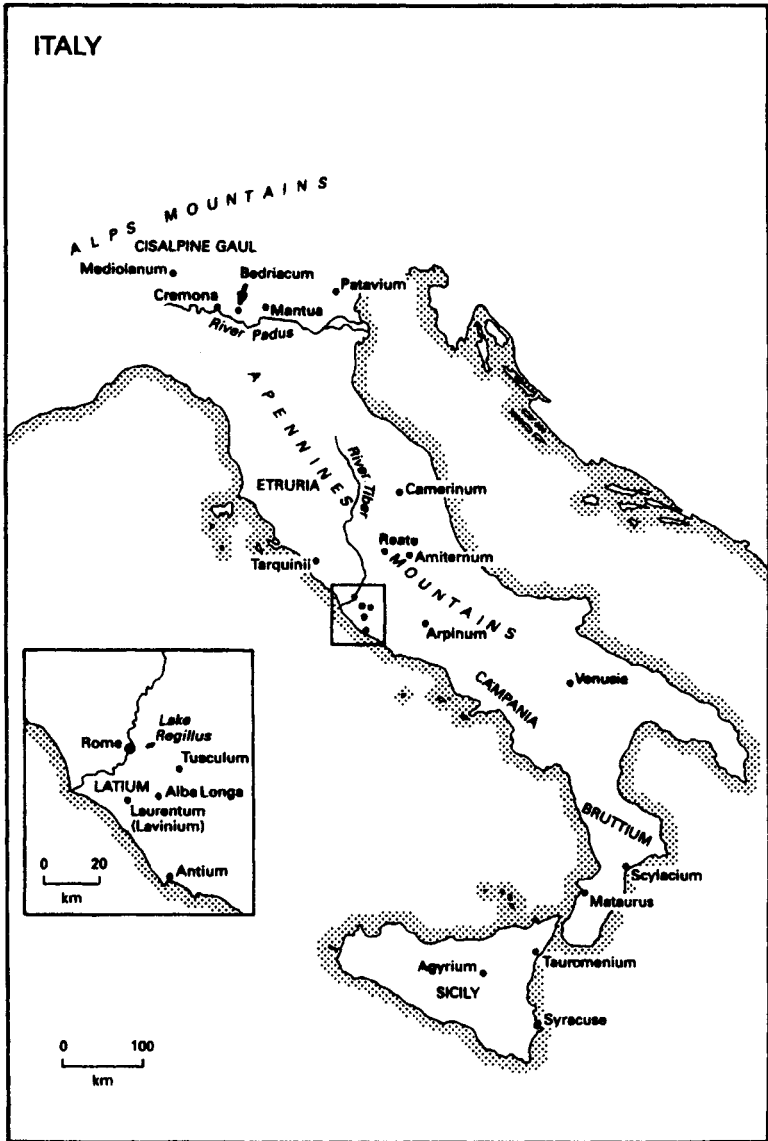 ITALY
ALPS MOUNTAINS
CISALPINE GAUL
Mediolanum
Bedriacum
Patavium
Cremona
Mantua
River Padus
APENNINES
River Tiber
ETRURIA
Camerinum
Reate
Amiternum
Tarquinii
MOUNTAINS
Arpinum
CAMPANIA
Venusia
Lake
Regillus
Rome
Tusculum
LATIUM
Alba Longa
Laurentum
(Lavinium)
0 20
km
Antium
BRUTTIUM
Scylacium
Mataurus
Tauromenium
Agyrium
SICILY
Syracuse
0 100
km